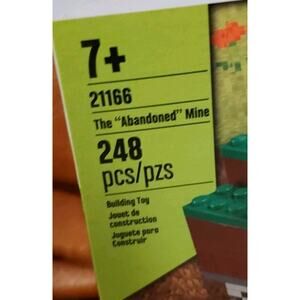 7+
21166
The "Abandoned" Mine
248
pcs/pzs
Building Toy
Jouet de
construction
Juguete para
Construir